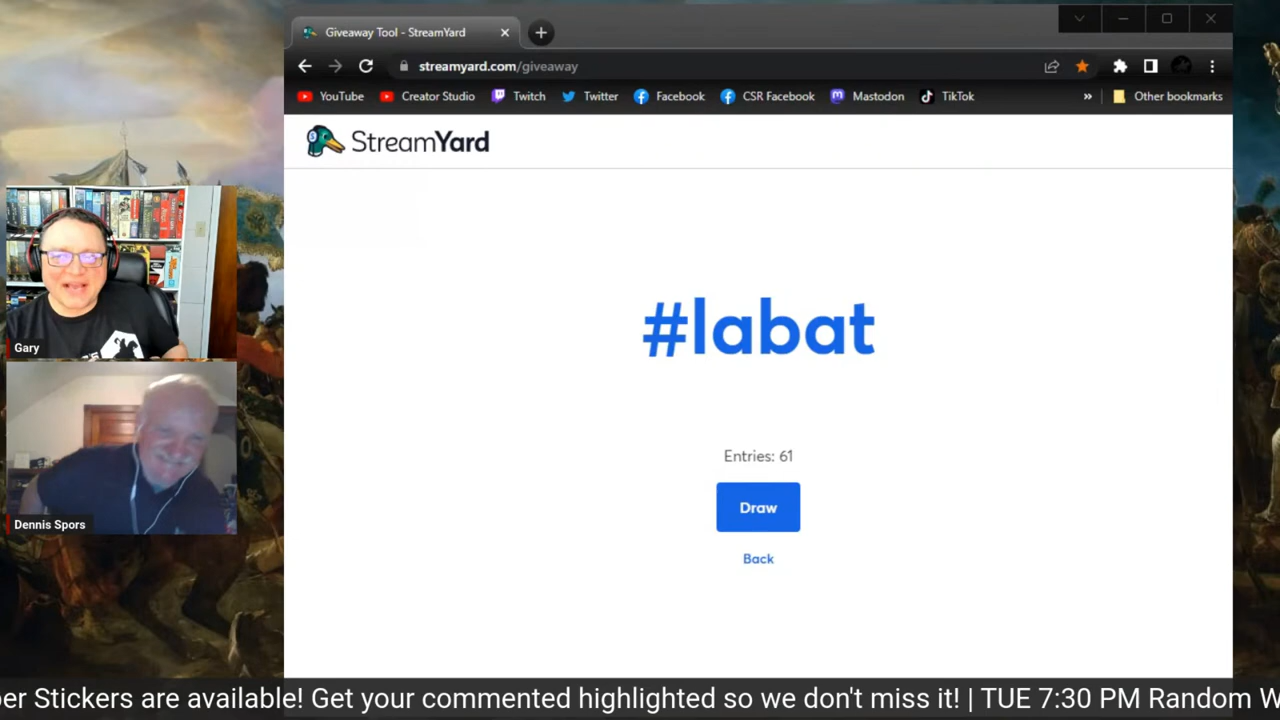 Giveaway Tool - StreamYard
streamyard.com/giveaway
YouTube Creator Studio Twitch Twitter Facebook CSR Facebook Mastodon TikTok » Other bookmarks
StreamYard
#labat
Entries: 61
Draw
Back
Gary
Dennis Spors
per Stickers are available! Get your commented highlighted so we don't miss it! | TUE 7:30 PM Random W